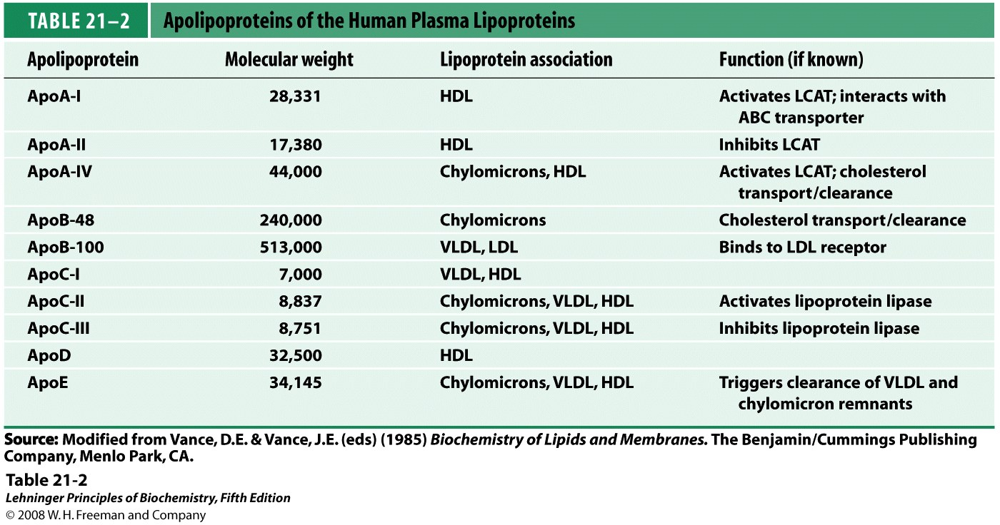 TABLE 21–2 Apolipoproteins of the Human Plasma Lipoproteins
Apolipoprotein Molecular weight Lipoprotein association Function (if known)
ApoA-I 28,331 HDL Activates LCAT; interacts with
ABC transporter
ApoA-II 17,380 HDL Inhibits LCAT
ApoA-IV 44,000 Chylomicrons, HDL Activates LCAT; cholesterol
transport/clearance
ApoB-48 240,000 Chylomicrons Cholesterol transport/clearance
ApoB-100 513,000 VLDL, LDL Binds to LDL receptor
ApoC-I 7,000 VLDL, HDL
ApoC-II 8,837 Chylomicrons, VLDL, HDL Activates lipoprotein lipase
ApoC-III 8,751 Chylomicrons, VLDL, HDL Inhibits lipoprotein lipase
ApoD 32,500 HDL
ApoE 34,145 Chylomicrons, VLDL, HDL Triggers clearance of VLDL and
chylomicron remnants
Source: Modified from Vance, D.E. & Vance, J.E. (eds) (1985) Biochemistry of Lipids and Membranes. The Benjamin/Cummings Publishing
Company, Menlo Park, CA.
Table 21-2
Lehninger Principles of Biochemistry, Fifth Edition
© 2008 W. H. Freeman and Company